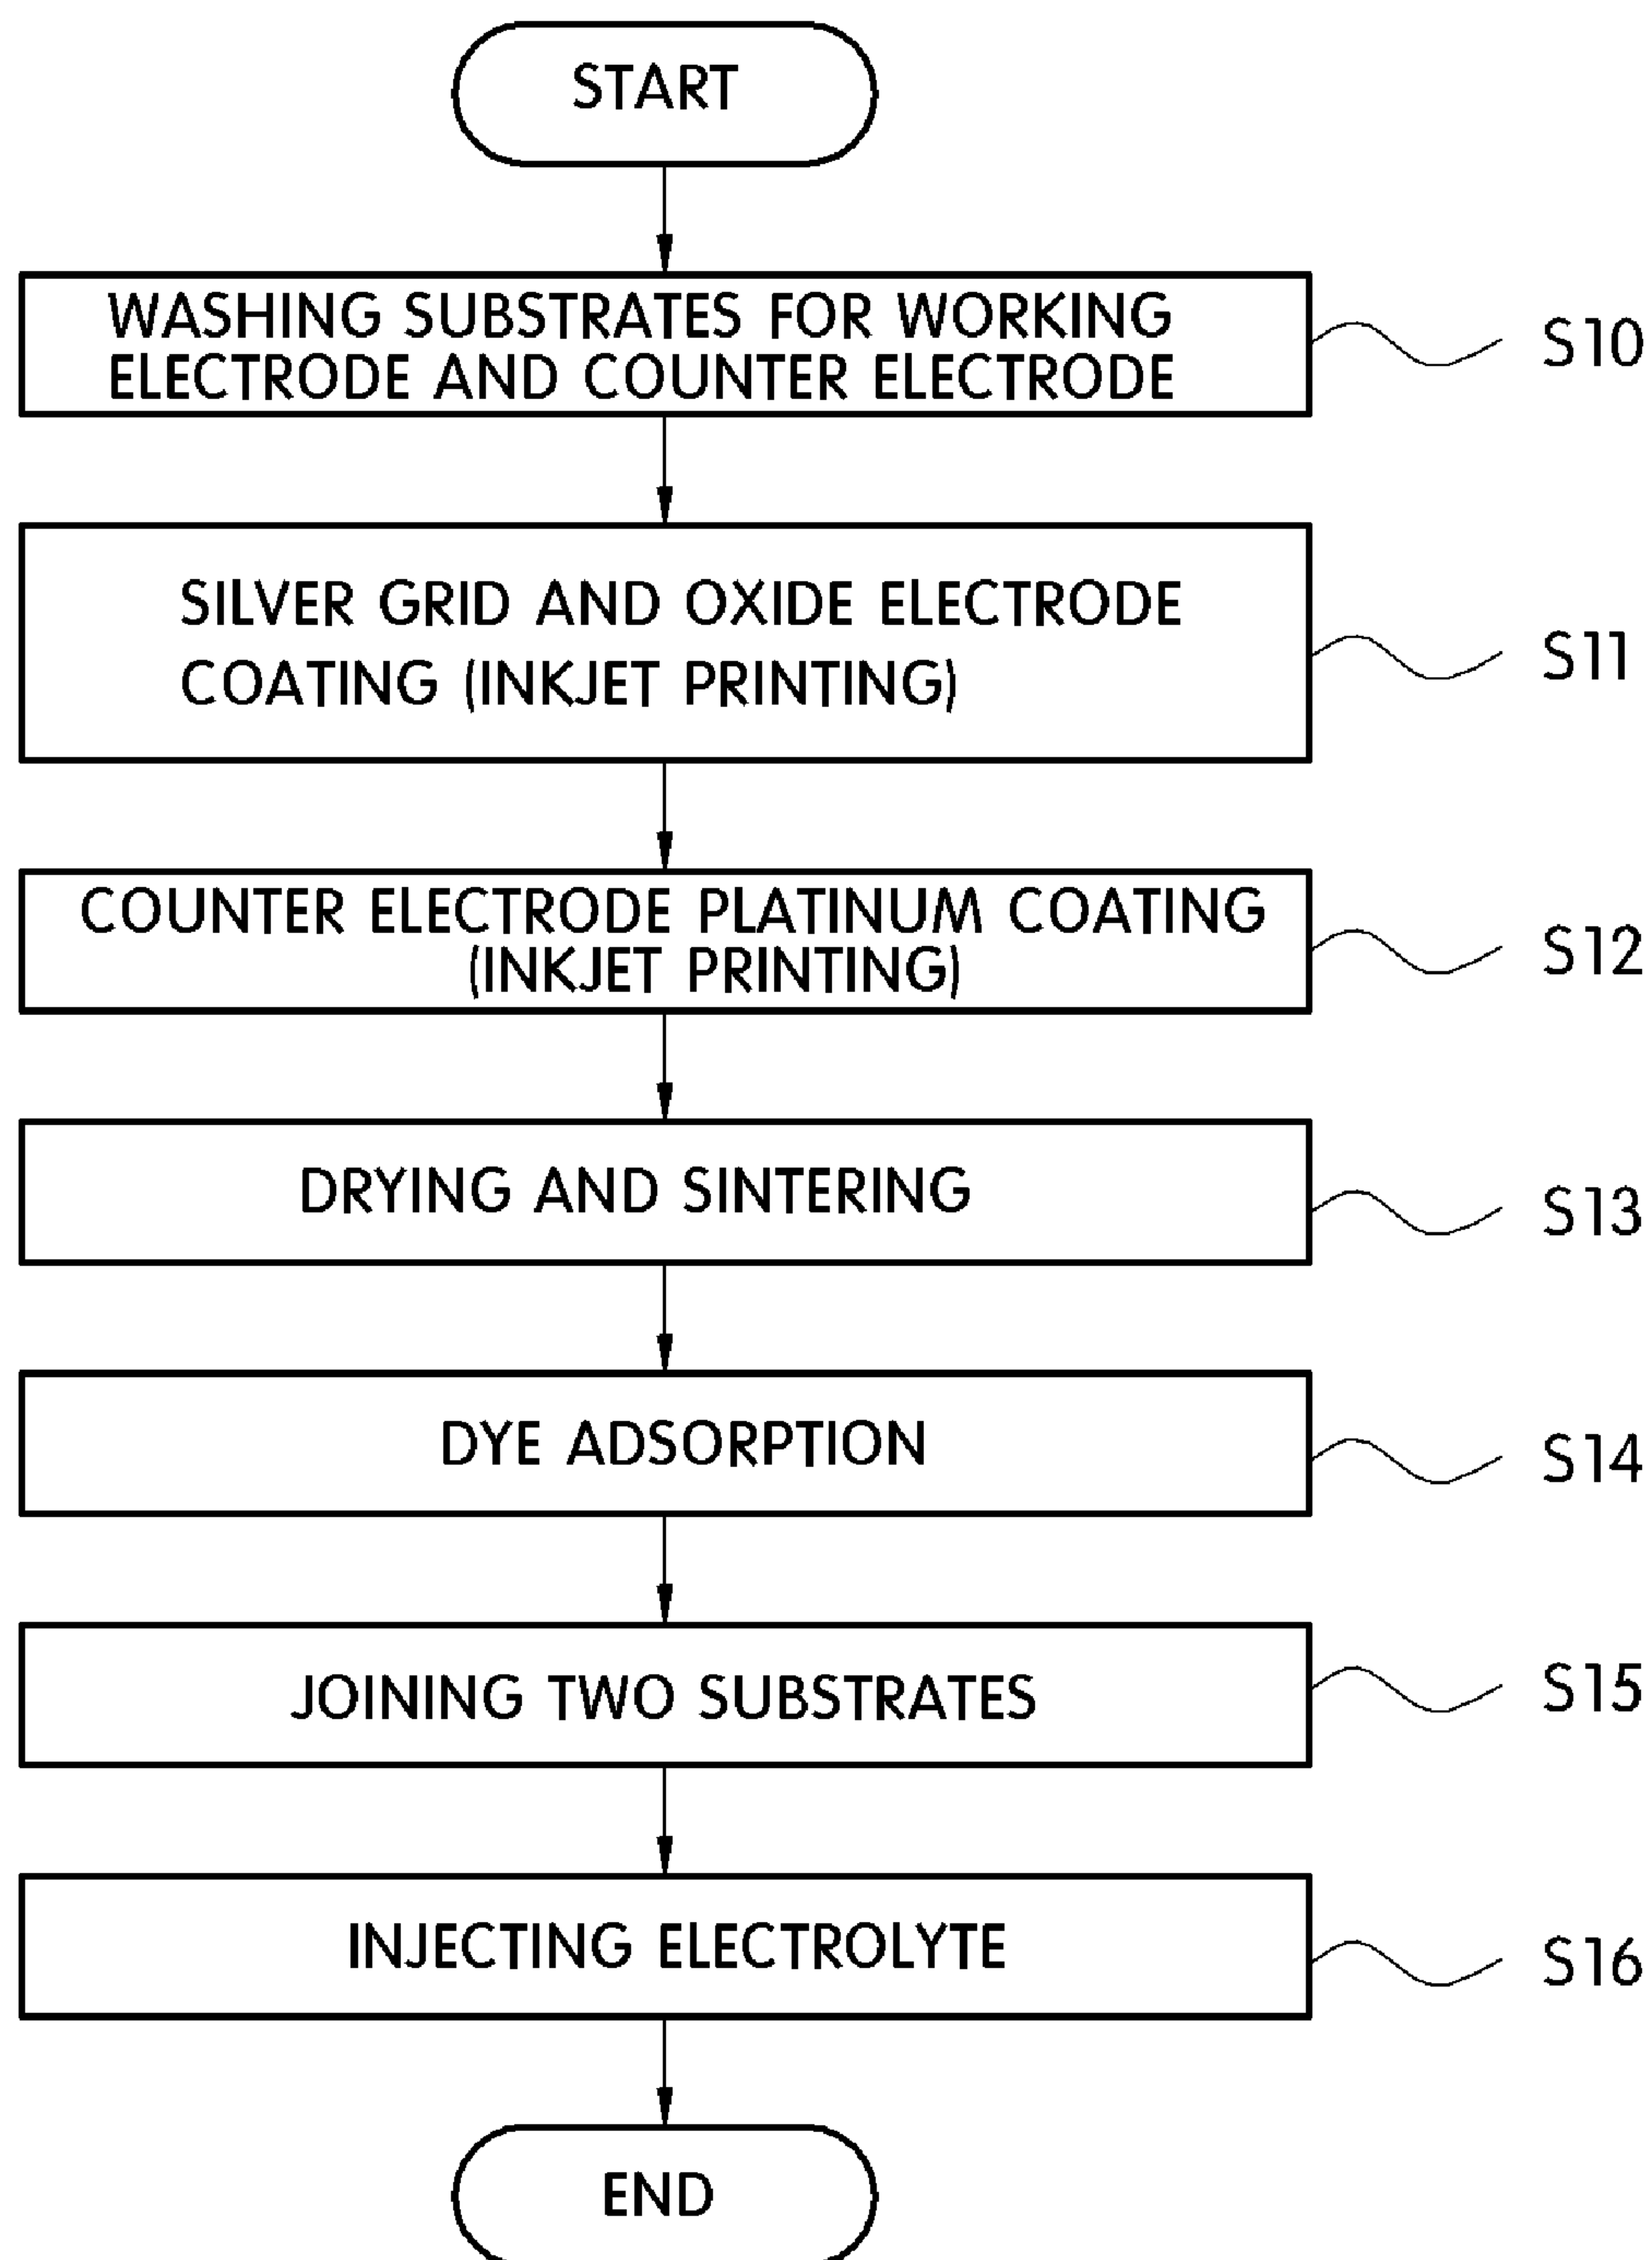 START
WASHING SUBSTRATES FOR WORKING
ELECTRODE AND COUNTER ELECTRODE
S10
SILVER GRID AND OXIDE ELECTRODE
COATING (INKJET PRINTING)
S11
COUNTER ELECTRODE PLATINUM COATING
(INKJET PRINTING)
S12
DRYING AND SINTERING
S13
DYE ADSORPTION
S14
JOINING TWO SUBSTRATES
S15
INJECTING ELECTROLYTE
S16
END